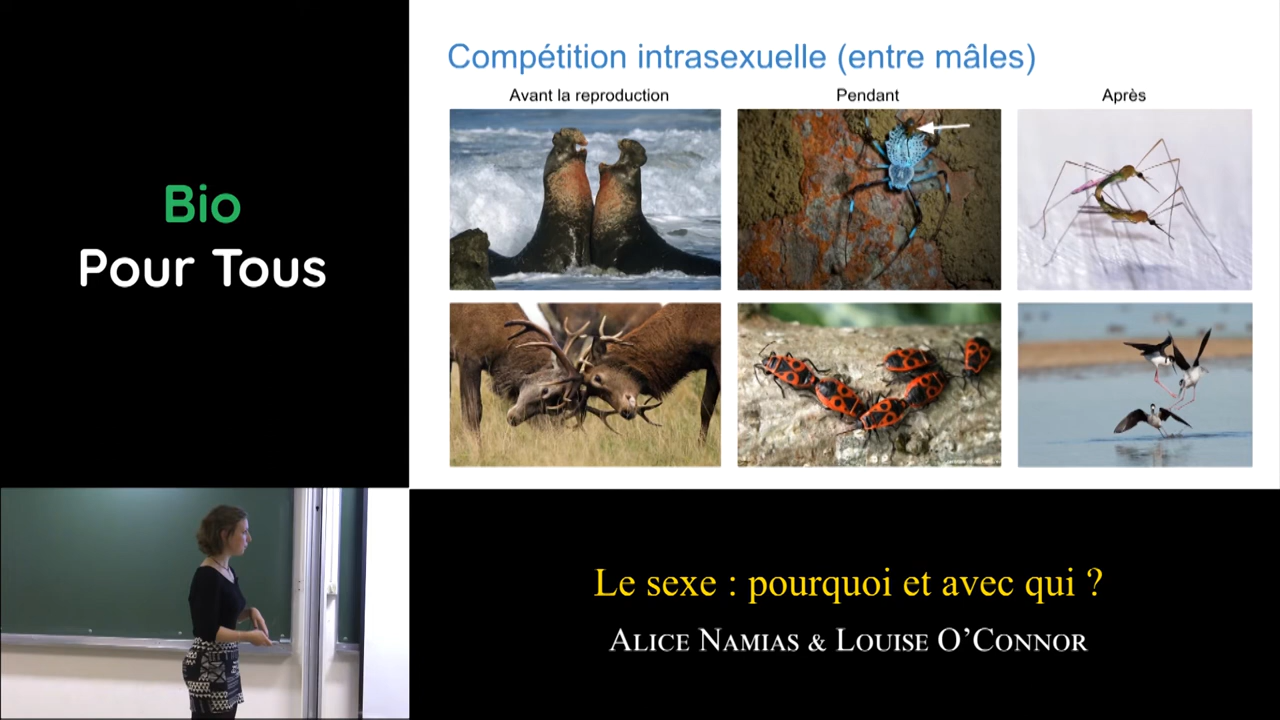 Bio
Pour Tous
Compétition intrasexuelle (entre mâles)
Avant la reproduction
Pendant
Après
Le sexe : pourquoi et avec qui ?
ALICE NAMIAS & LOUISE O'CONNOR